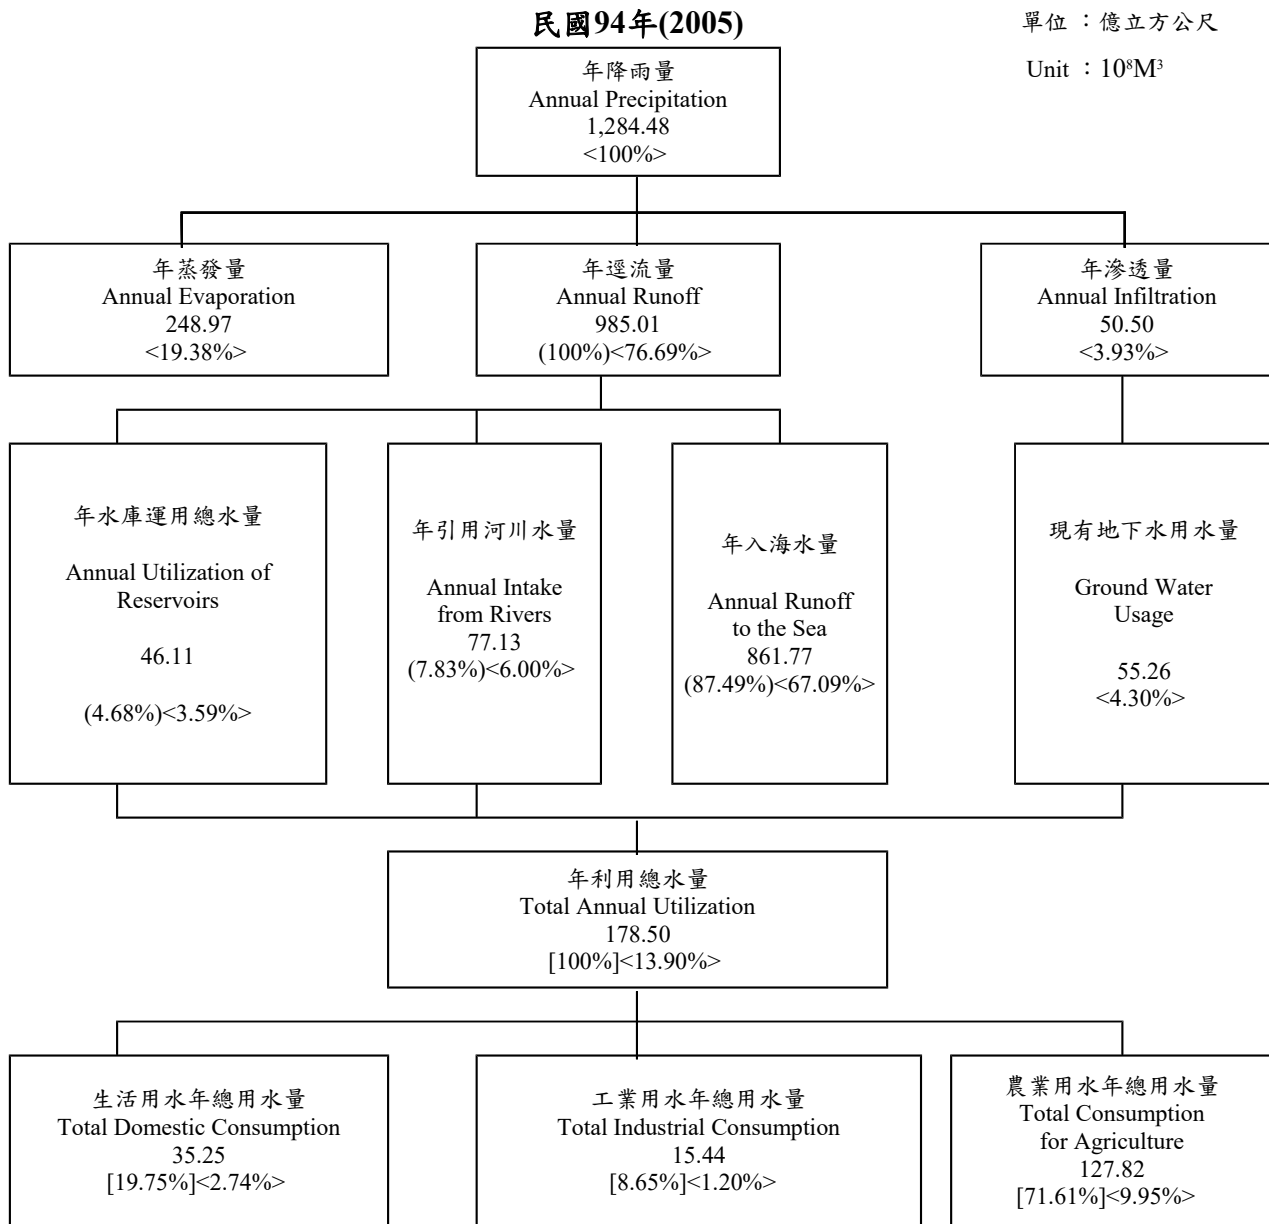 民國94年(2005)
單位 ：億立方公尺
Unit ：10⁸M³
年降雨量
Annual Precipitation
1,284.48
<100%>
年蒸發量
Annual Evaporation
248.97
<19.38%>
年逕流量
Annual Runoff
985.01
(100%)<76.69%>
年滲透量
Annual Infiltration
50.50
<3.93%>
年水庫運用總水量
Annual Utilization of
Reservoirs
46.11
(4.68%)<3.59%>
年引用河川水量
Annual Intake
from Rivers
77.13
(7.83%)<6.00%>
年入海水量
Annual Runoff
to the Sea
861.77
(87.49%)<67.09%>
現有地下水用水量
Ground Water
Usage
55.26
<4.30%>
年利用總水量
Total Annual Utilization
178.50
[100%]<13.90%>
生活用水年總用水量
Total Domestic Consumption
35.25
[19.75%]<2.74%>
工業用水年總用水量
Total Industrial Consumption
15.44
[8.65%]<1.20%>
農業用水年總用水量
Total Consumption
for Agriculture
127.82
[71.61%]<9.95%>